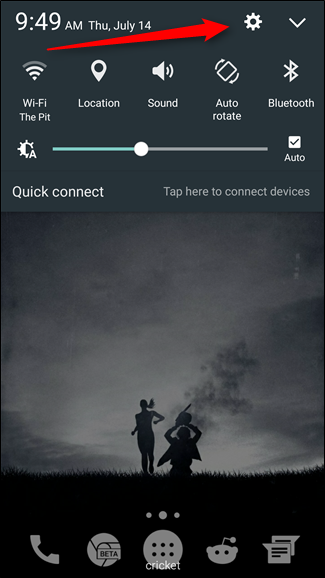 9:49 AM Thu, July 14
Wi-Fi
The Pit
Location
Sound
Auto
rotate
Bluetooth
A
Auto
Quick connect
Tap here to connect devices
BETA
cricket